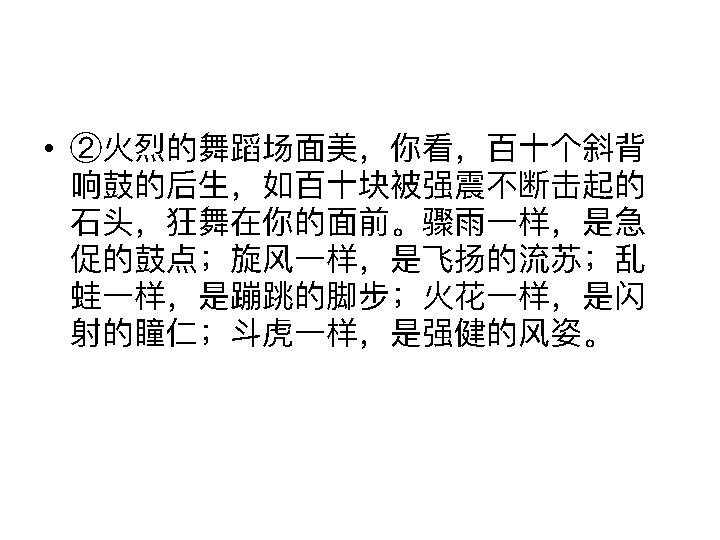 • ②火烈的舞蹈场面美，你看，百十个斜背
响鼓的后生，如百十块被强震不断击起的
石头，狂舞在你的面前。骤雨一样，是急
促的鼓点；旋风一样，是飞扬的流苏；乱
蛙一样，是蹦跳的脚步；火花一样，是闪
射的瞳仁；斗虎一样，是强健的风姿。